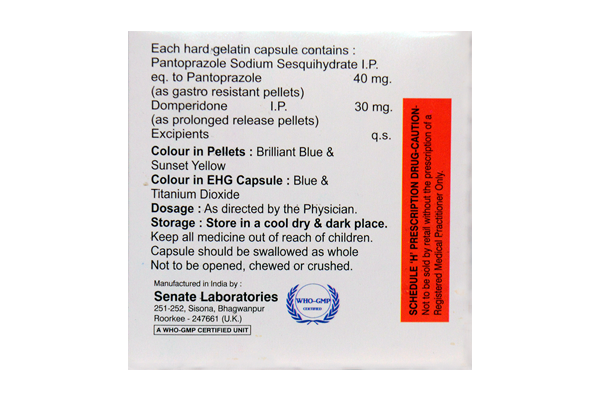 Each hard gelatin capsule contains :
Pantoprazole Sodium Sesquihydrate I.P.
eq. to Pantoprazole 40 mg.
(as gastro resistant pellets)
Domperidone I.P. 30 mg.
(as prolonged release pellets)
Excipients q.s.
Colour in Pellets : Brilliant Blue &
Sunset Yellow
Colour in EHG Capsule : Blue &
Titanium Dioxide
Dosage : As directed by the Physician.
Storage : Store in a cool dry & dark place.
Keep all medicine out of reach of children.
Capsule should be swallowed as whole
Not to be opened, chewed or crushed.
Manufactured in India by :
Senate Laboratories
251-252, Sisona, Bhagwanpur
Roorkee - 247661 (U.K.)
A WHO-GMP CERTIFIED UNIT
WHO-GMP
CERTIFIED
SCHEDULE 'H' PRESCRIPTION DRUG-CAUTION-
Not to be sold by retail without the prescription of a
Registered Medical Practitioner Only.